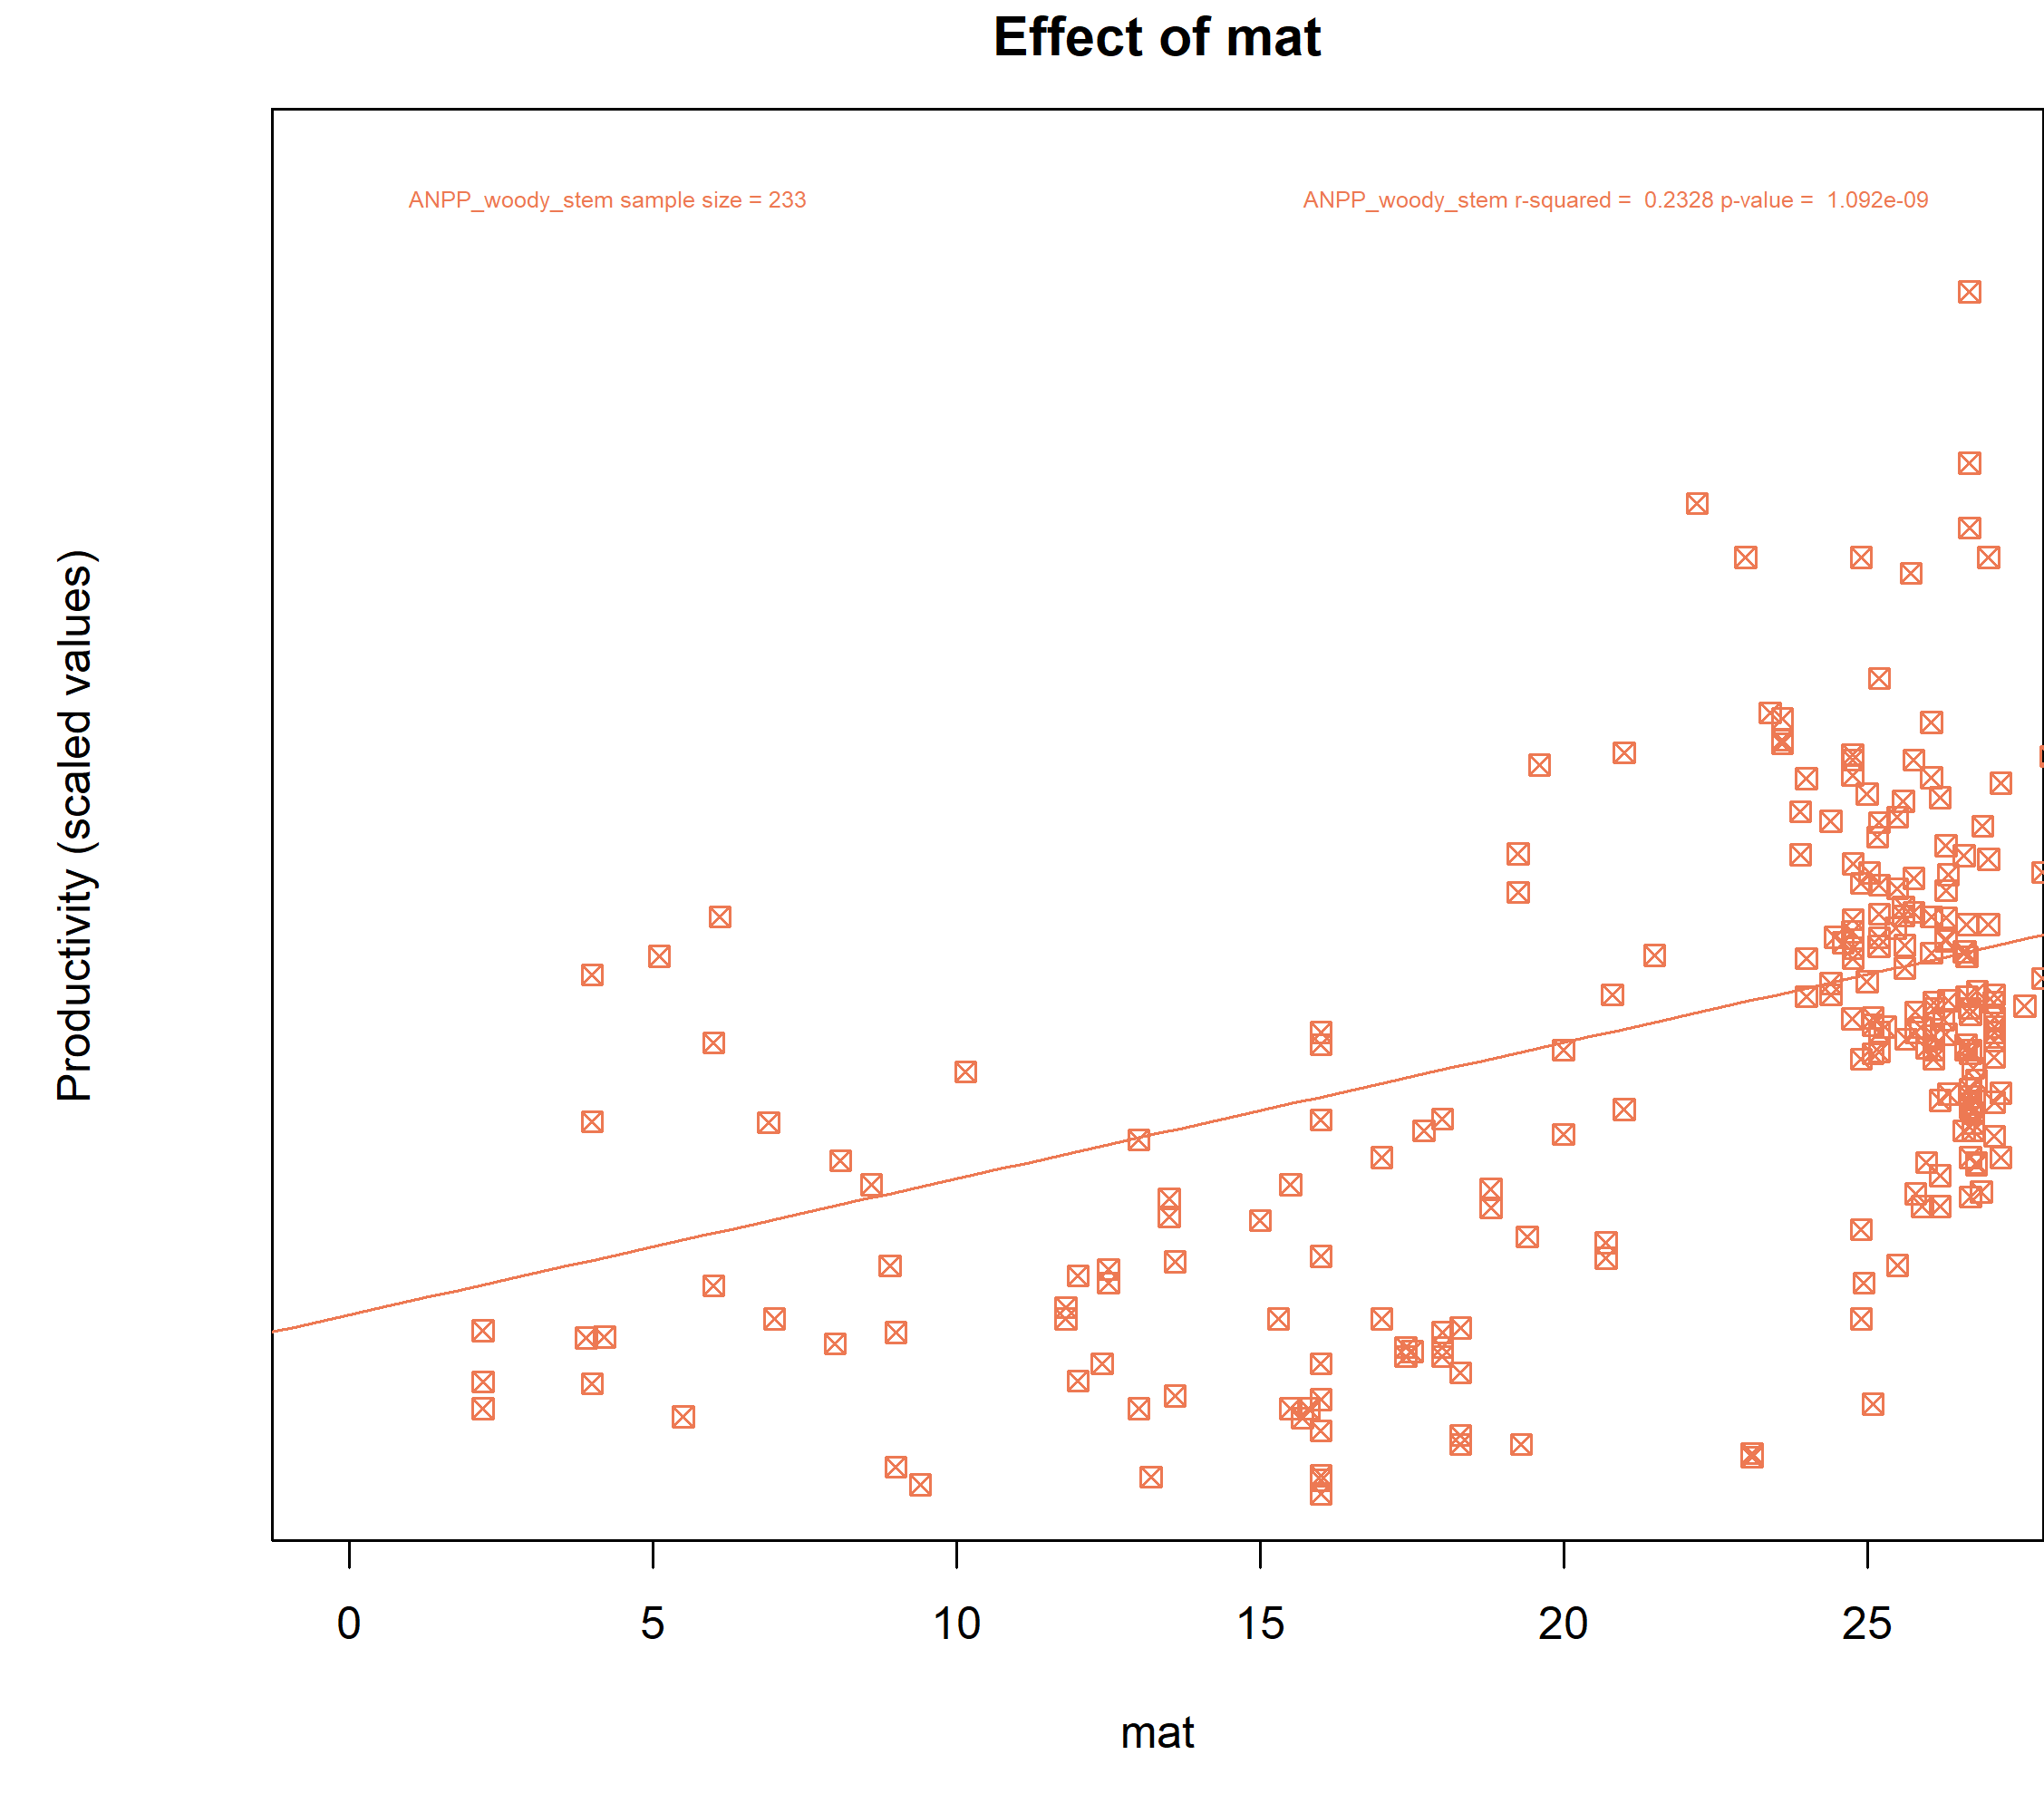 Effect of mat
ANPP_woody_stem sample size = 233
ANPP_woody_stem r-squared =  0.2328 p-value =  1.092e-09
Productivity (scaled values)
0 5 10 15 20 25
mat